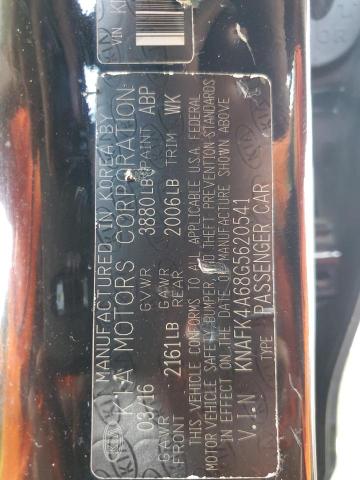 VIN
MANUFACTURED IN KOREA BY
KIA MOTORS CORPORATION
03/16 GVWR 3880LB PAINT ABP
GAWR FRONT 2161LB GAWR REAR 2006LB TRIM WK
THIS VEHICLE CONFORMS TO ALL APPLICABLE U.S.A. FEDERAL
MOTOR VEHICLE SAFETY, BUMPER, AND THEFT PREVENTION STANDARDS
IN EFFECT ON THE DATE OF MANUFACTURE SHOWN ABOVE
V.I.N KNAFK4A68G5620541
TYPE PASSENGER CAR